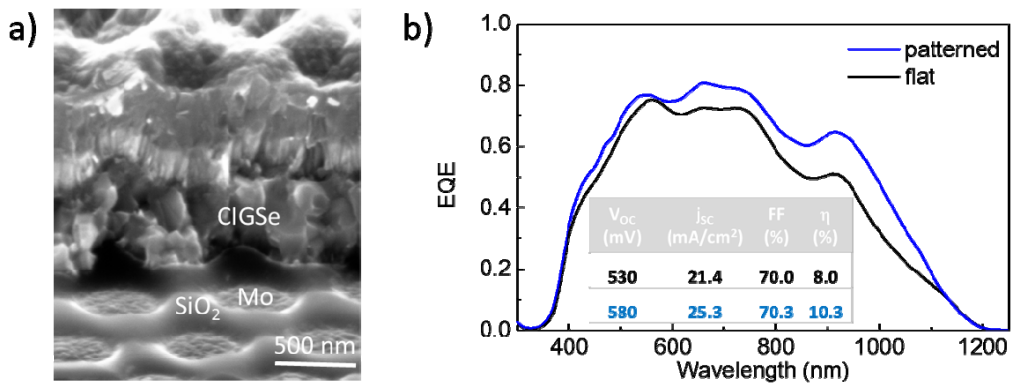 a)
CIGSe
SiO₂
Mo
500 nm
b)
patterned
flat
EQE
1.0
0.8
0.6
0.4
0.2
0.0
V_OC j_SC FF η
(mV) (mA/cm²) (%) (%)
530 21.4 70.0 8.0
580 25.3 70.3 10.3
400 600 800 1000 1200
Wavelength (nm)